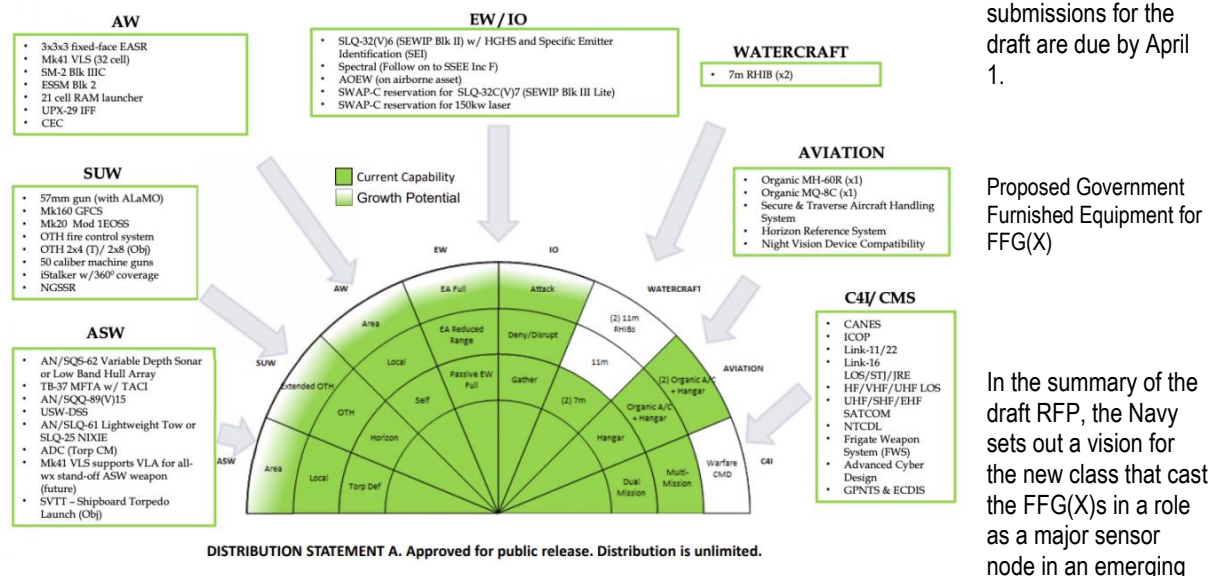 AW
• 3x3x3 fixed-face EASR
• Mk41 VLS (32 cell)
• SM-2 Blk IIIC
• ESSM Blk 2
• 21 cell RAM launcher
• UPX-29 IFF
• CEC
EW/IO
• SLQ-32(V)6 (SEWIP Blk II) w/ HGHS and Specific Emitter
Identification (SEI)
• Spectral (Follow on to SSEE Inc F)
• AOEW (on airborne asset)
• SWAP-C reservation for SLQ-32C(V)7 (SEWIP Blk III Lite)
• SWAP-C reservation for 150kw laser
WATERCRAFT
• 7m RHIB (x2)
SUW
• 57mm gun (with ALaMO)
• Mk160 GFCS
• Mk20 Mod 1EOSS
• OTH fire control system
• OTH 2x4 (T)/ 2x8 (Obj)
• 50 caliber machine guns
• iStalker w/360⁰ coverage
• NGSSR
Current Capability
Growth Potential
AVIATION
• Organic MH-60R (x1)
• Organic MQ-8C (x1)
• Secure & Traverse Aircraft Handling
System
• Horizon Reference System
• Night Vision Device Compatibility
ASW
• AN/SQS-62 Variable Depth Sonar
or Low Band Hull Array
• TB-37 MFTA w/ TACI
• AN/SQQ-89(V)15
• USW-DSS
• AN/SLQ-61 Lightweight Tow or
SLQ-25 NIXIE
• ADC (Torp CM)
• Mk41 VLS supports VLA for all-
wx stand-off ASW weapon
(future)
• SVTT – Shipboard Torpedo
Launch (Obj)
C4I/ CMS
• CANES
• ICOP
• Link-11/22
• Link-16
LOS/STJ/JRE
• HF/VHF/UHF LOS
• UHF/SHF/EHF
SATCOM
• NTCDL
• Frigate Weapon
System (FWS)
• Advanced Cyber
Design
• GPNTS & ECDIS
ASW
Area
Local
Torp Def
SUW
Extended OTH
OTH
Horizon
AW
Area
Local
Self
EW
EA Full
EA Reduced
Range
Passive EW
Full
IO
Attack
Deny/Disrupt
Gather
WATERCRAFT
(2) 11m
RHIBs
11m
(2) 7m
AVIATION
(2) Organic A/C
+ Hangar
Organic A/C
+ Hangar
Hangar
C4I
Warfare
CMD
Multi-
Mission
Dual
Mission
DISTRIBUTION STATEMENT A. Approved for public release. Distribution is unlimited.
submissions for the
draft are due by April
1.
Proposed Government
Furnished Equipment for
FFG(X)
In the summary of the
draft RFP, the Navy
sets out a vision for
the new class that cast
the FFG(X)s in a role
as a major sensor
node in an emerging